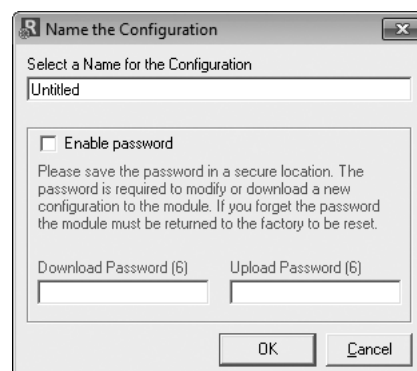 Name the Configuration
Select a Name for the Configuration
Untitled
Enable password
Please save the password in a secure location. The
password is required to modify or download a new
configuration to the module. If you forget the password
the module must be returned to the factory to be reset.
Download Password (6) Upload Password (6)
OK Cancel